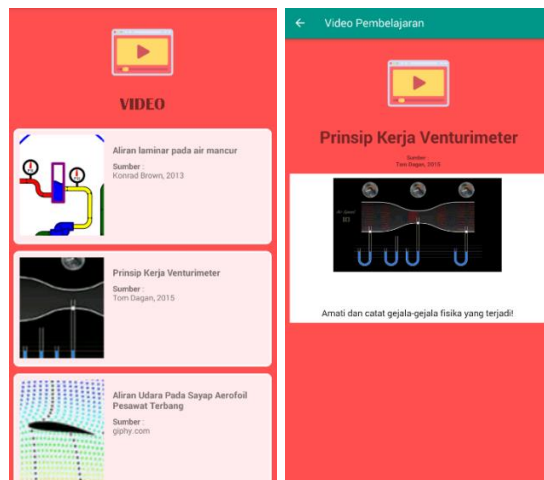 VIDEO
Aliran laminar pada air mancur
Sumber :
Konrad Brown, 2013
Prinsip Kerja Venturimeter
Sumber :
Tom Dagan, 2015
Aliran Udara Pada Sayap Aerofoil
Pesawat Terbang
Sumber :
giphy.com
Video Pembelajaran
Prinsip Kerja Venturimeter
Sumber :
Tom Dagan, 2015
Amati dan catat gejala-gejala fisika yang terjadi!